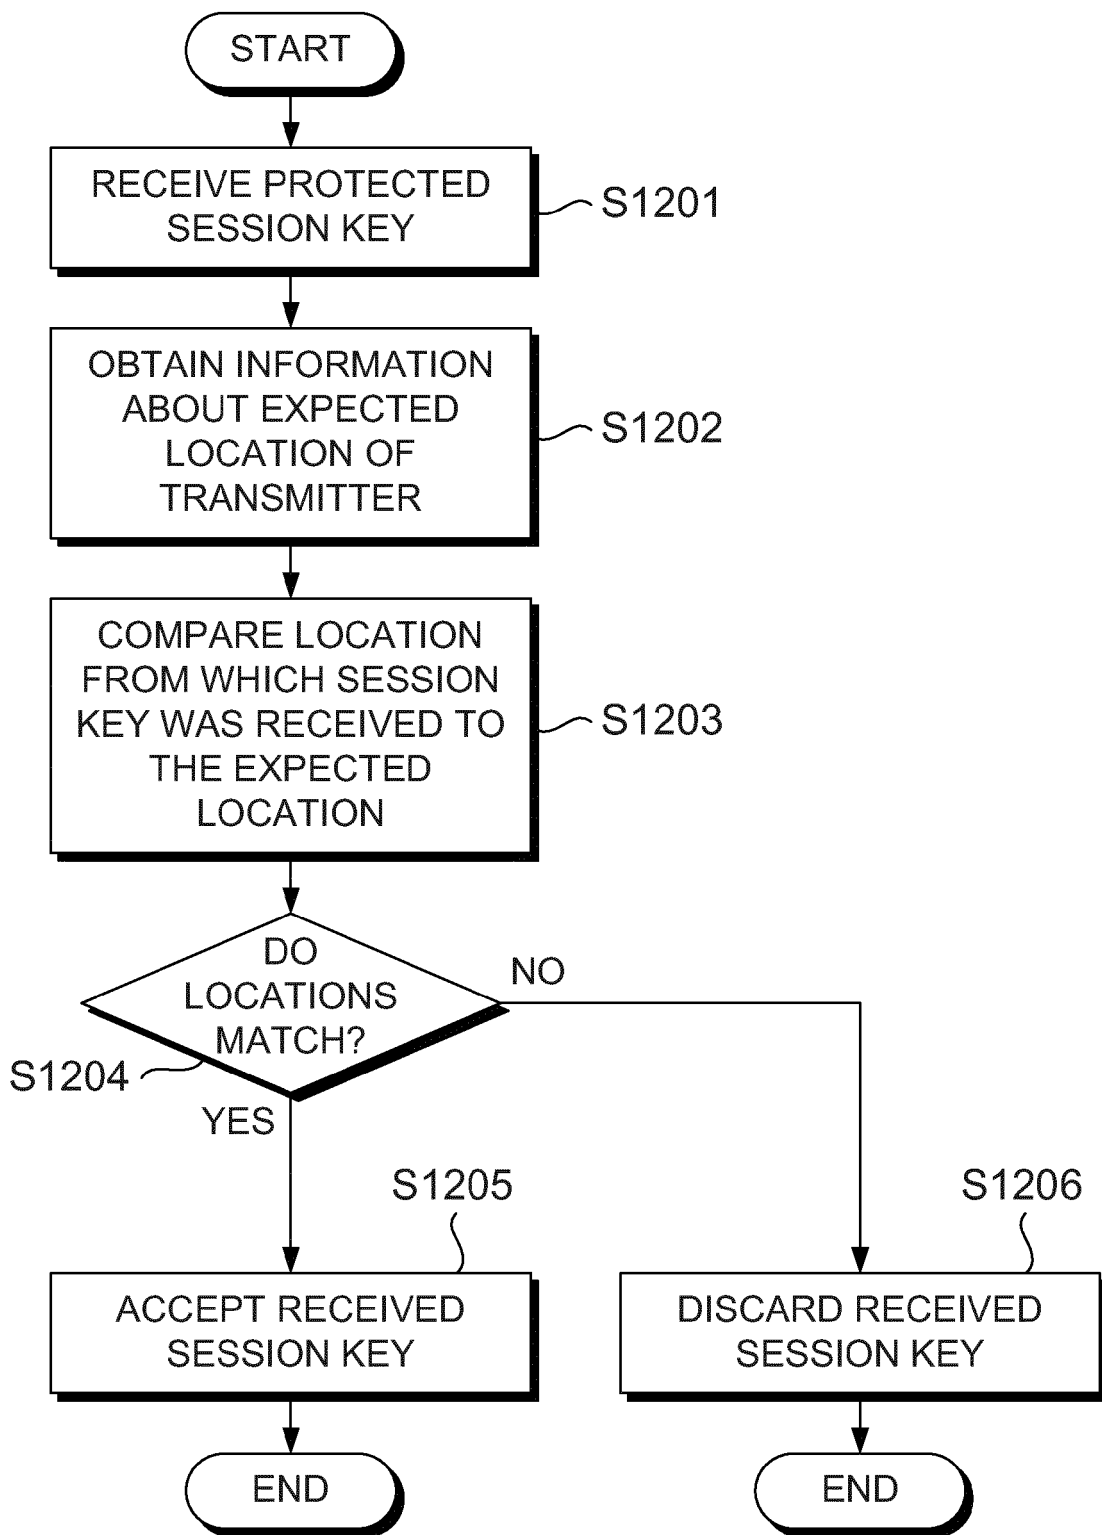 START
RECEIVE PROTECTED
SESSION KEY
S1201
OBTAIN INFORMATION
ABOUT EXPECTED
LOCATION OF
TRANSMITTER
S1202
COMPARE LOCATION
FROM WHICH SESSION
KEY WAS RECEIVED TO
THE EXPECTED
LOCATION
S1203
DO
LOCATIONS
MATCH?
NO
S1204
YES
S1205
S1206
ACCEPT RECEIVED
SESSION KEY
DISCARD RECEIVED
SESSION KEY
END
END